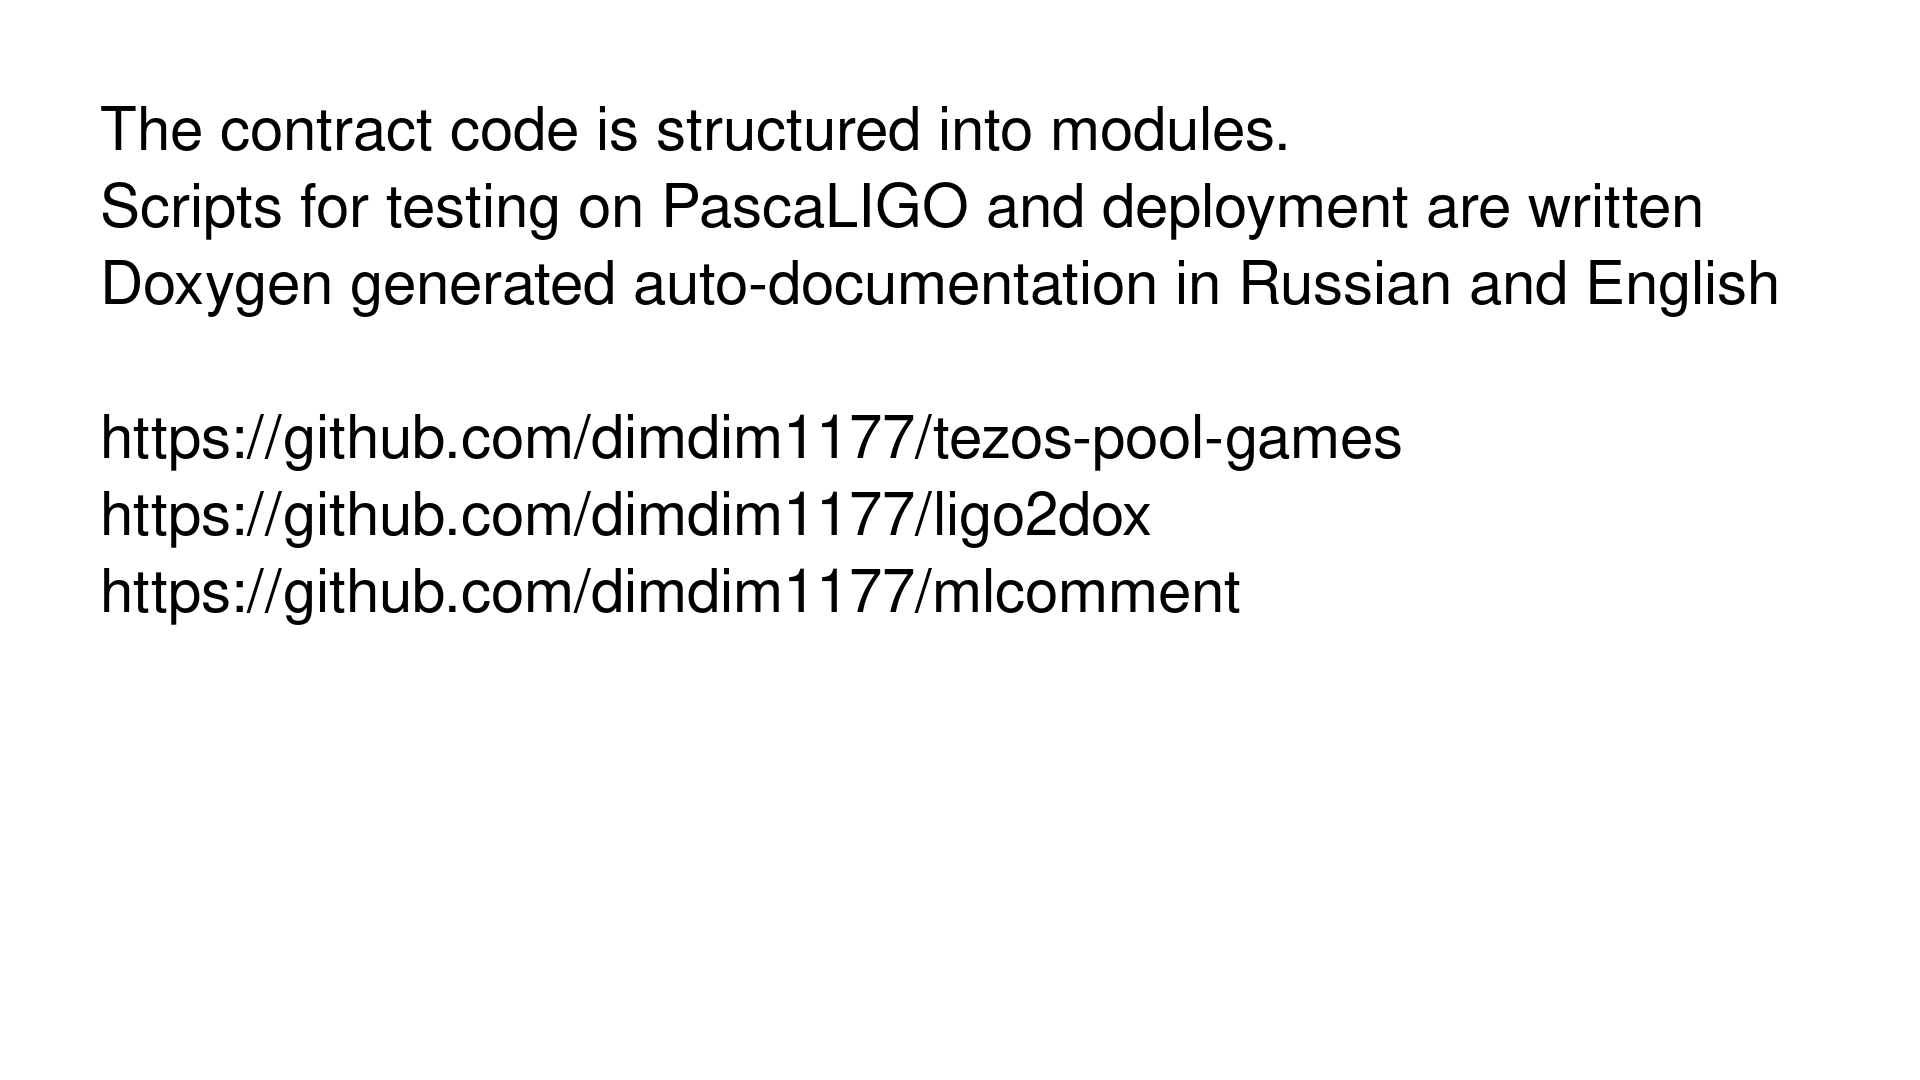 The contract code is structured into modules.
Scripts for testing on PascaLIGO and deployment are written
Doxygen generated auto-documentation in Russian and English
https://github.com/dimdim1177/tezos-pool-games
https://github.com/dimdim1177/ligo2dox
https://github.com/dimdim1177/mlcomment